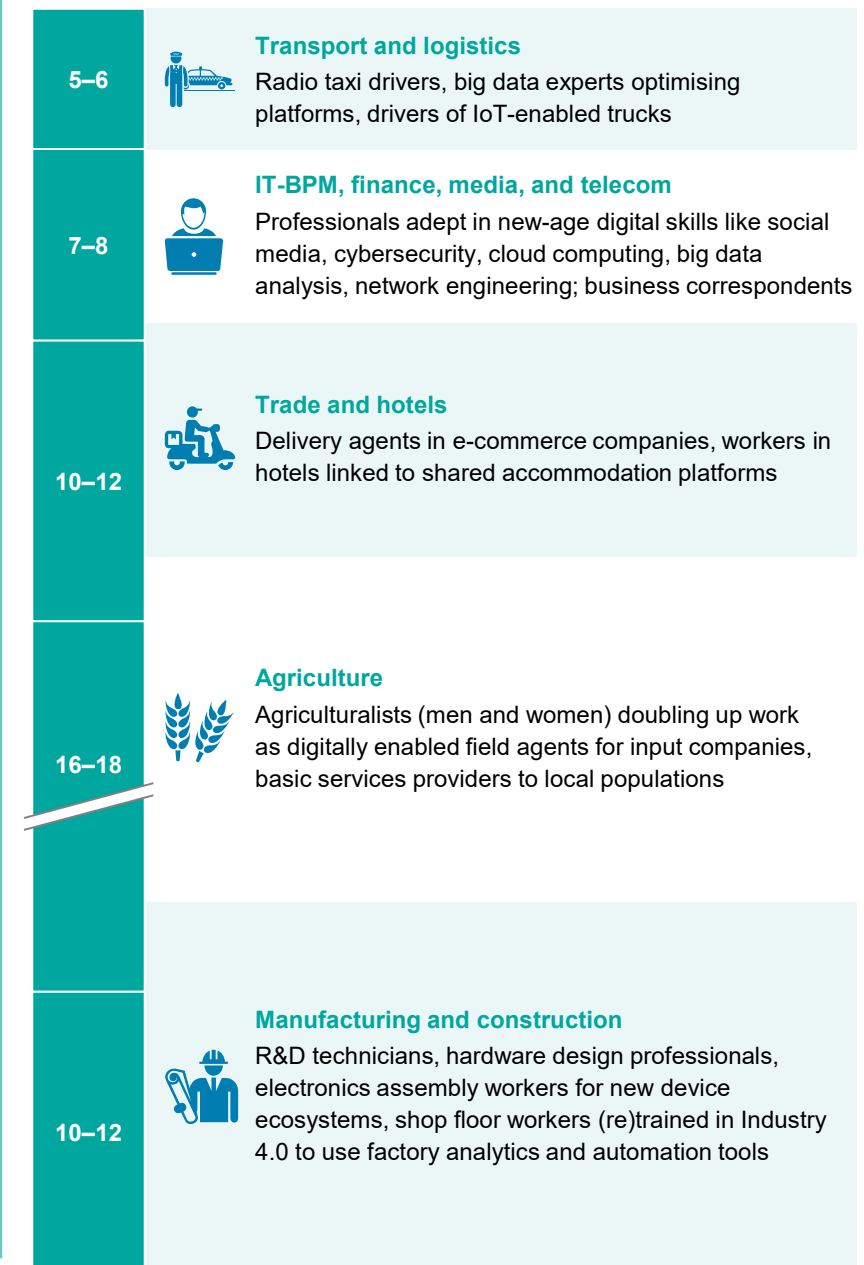 5–6
Transport and logistics
Radio taxi drivers, big data experts optimising
platforms, drivers of IoT-enabled trucks
7–8
IT-BPM, finance, media, and telecom
Professionals adept in new-age digital skills like social
media, cybersecurity, cloud computing, big data
analysis, network engineering; business correspondents
10–12
Trade and hotels
Delivery agents in e-commerce companies, workers in
hotels linked to shared accommodation platforms
16–18
Agriculture
Agriculturalists (men and women) doubling up work
as digitally enabled field agents for input companies,
basic services providers to local populations
10–12
Manufacturing and construction
R&D technicians, hardware design professionals,
electronics assembly workers for new device
ecosystems, shop floor workers (re)trained in Industry
4.0 to use factory analytics and automation tools